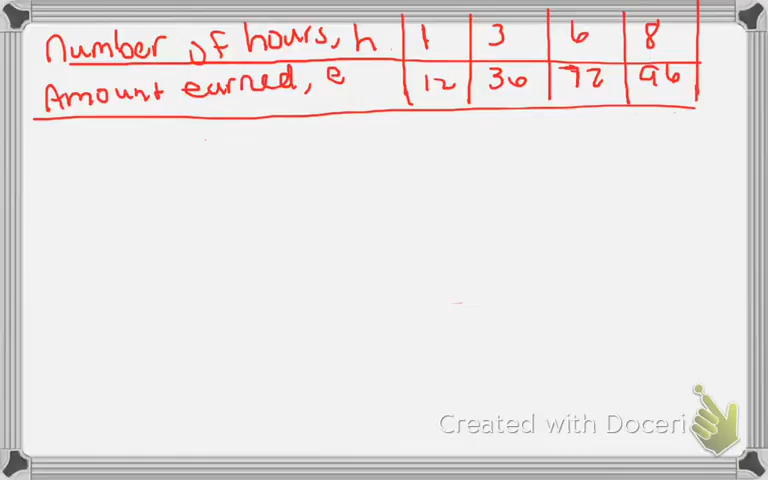 Number of hours, h 1 3 6 8
Amount earned, e 12 36 72 96
Created with Doceri